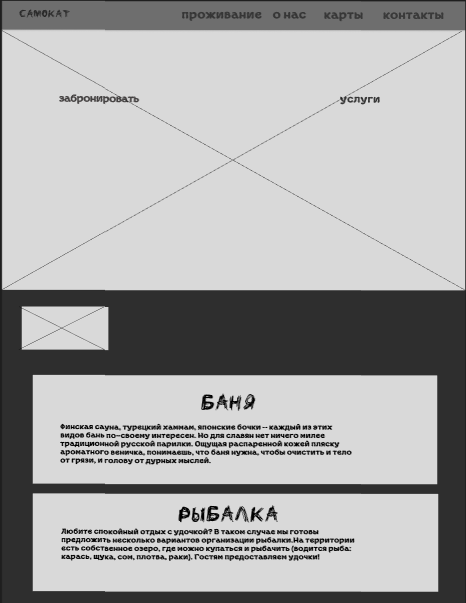 САМОКАТ проживание о нас карты контакты
забронировать услуги
БАНЯ
Финская сауна, турецкий хаммам, японские бочки – каждый из этих
видов бань по-своему интересен. Но для славян нет ничего милее
традиционной русской парилки. Ощущая распаренной кожей пляску
ароматного веничка, понимаешь, что баня нужна, чтобы очистить и тело
от грязи, и голову от дурных мыслей.
РЫБАЛКА
Любите спокойный отдых с удочкой? В таком случае мы готовы
предложить несколько вариантов организации рыбалки.На территории
есть собственное озеро, где можно купаться и рыбачить (водится рыба:
карась, щука, сом, плотва, раки). Гостям предоставляем удочки!